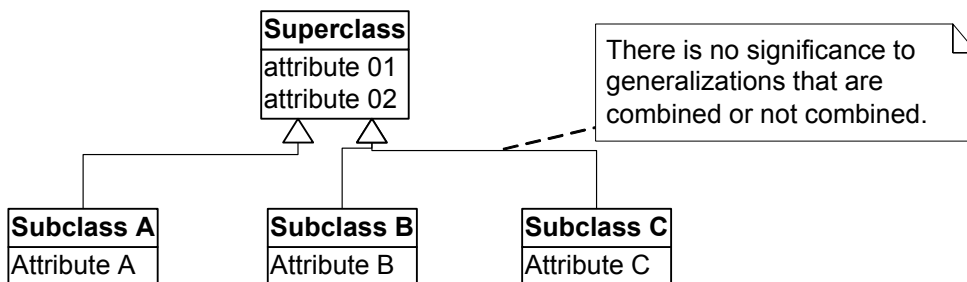 Superclass
attribute 01
attribute 02
There is no significance to
generalizations that are
combined or not combined.
Subclass A
Attribute A
Subclass B
Attribute B
Subclass C
Attribute C